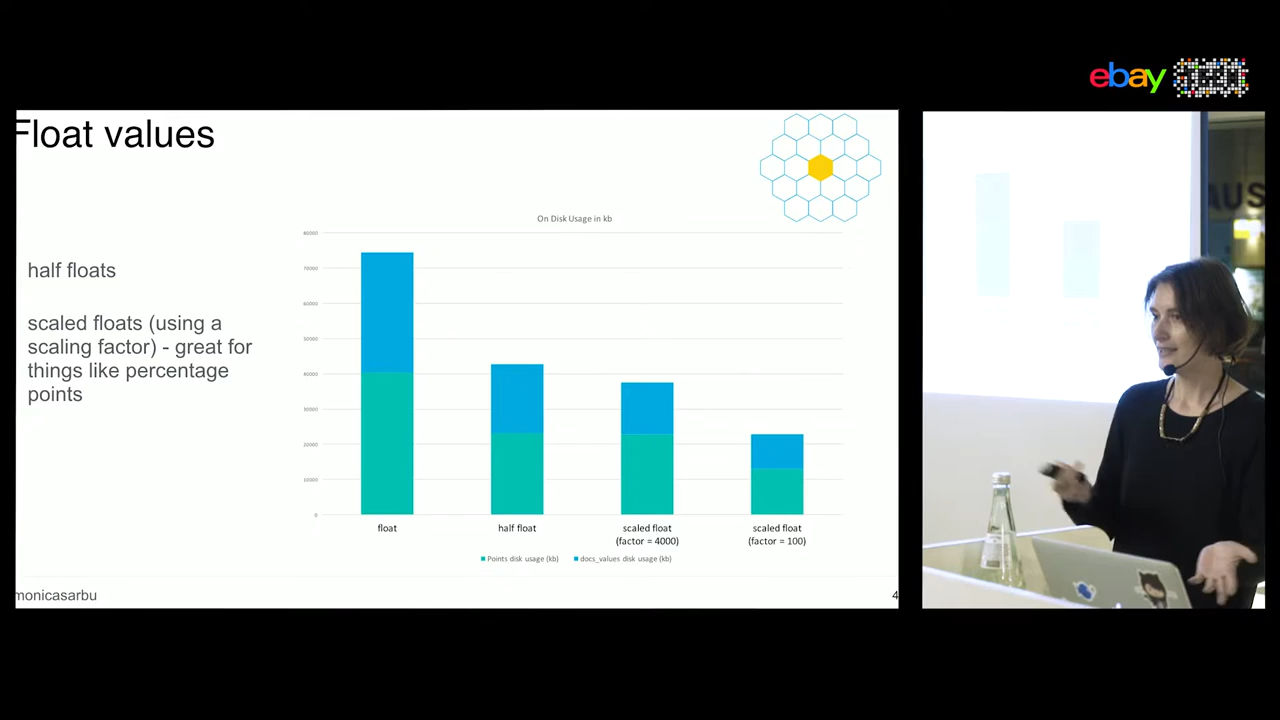 ebay
Float values
On Disk Usage in kb
half floats
scaled floats (using a
scaling factor) - great for
things like percentage
points
80000
70000
60000
50000
40000
30000
20000
10000
0
float
half float
scaled float
(factor = 4000)
scaled float
(factor = 100)
Points disk usage (kb)
docs_values disk usage (kb)
monicasarbu
4
AUS